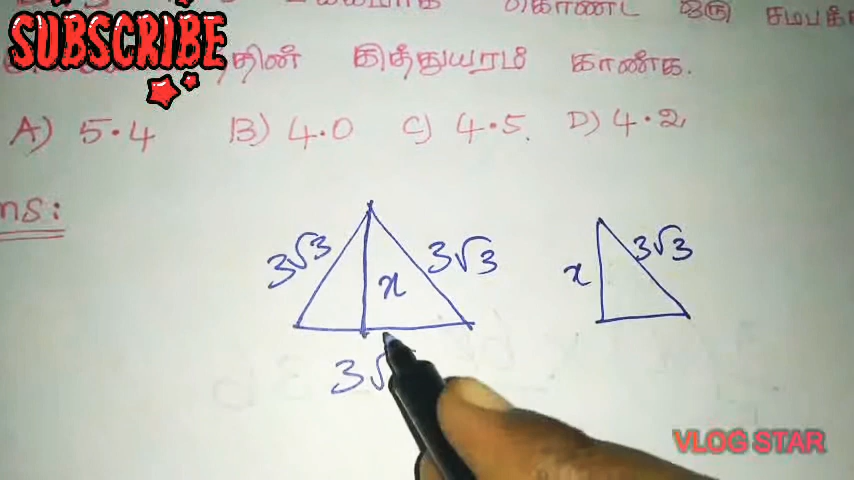 கொண்ட ஒரு
SUBSCRIBE
குத்துயரம் காண்க.
A) 5.4 B) 4.0 C) 4.5. D) 4.2
ns:
3√3 x 3√3 x 3√3
3√
VLOG STAR